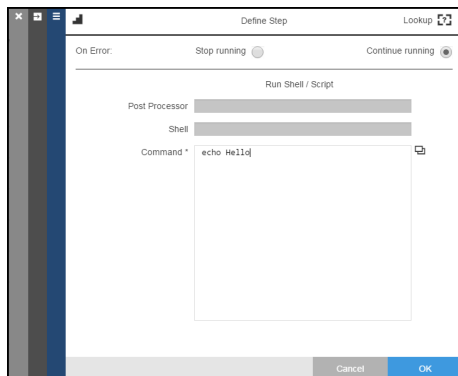 Define Step
Lookup [?]
On Error:
Stop running
Continue running
Run Shell / Script
Post Processor
Shell
Command *
echo Hello
Cancel
OK